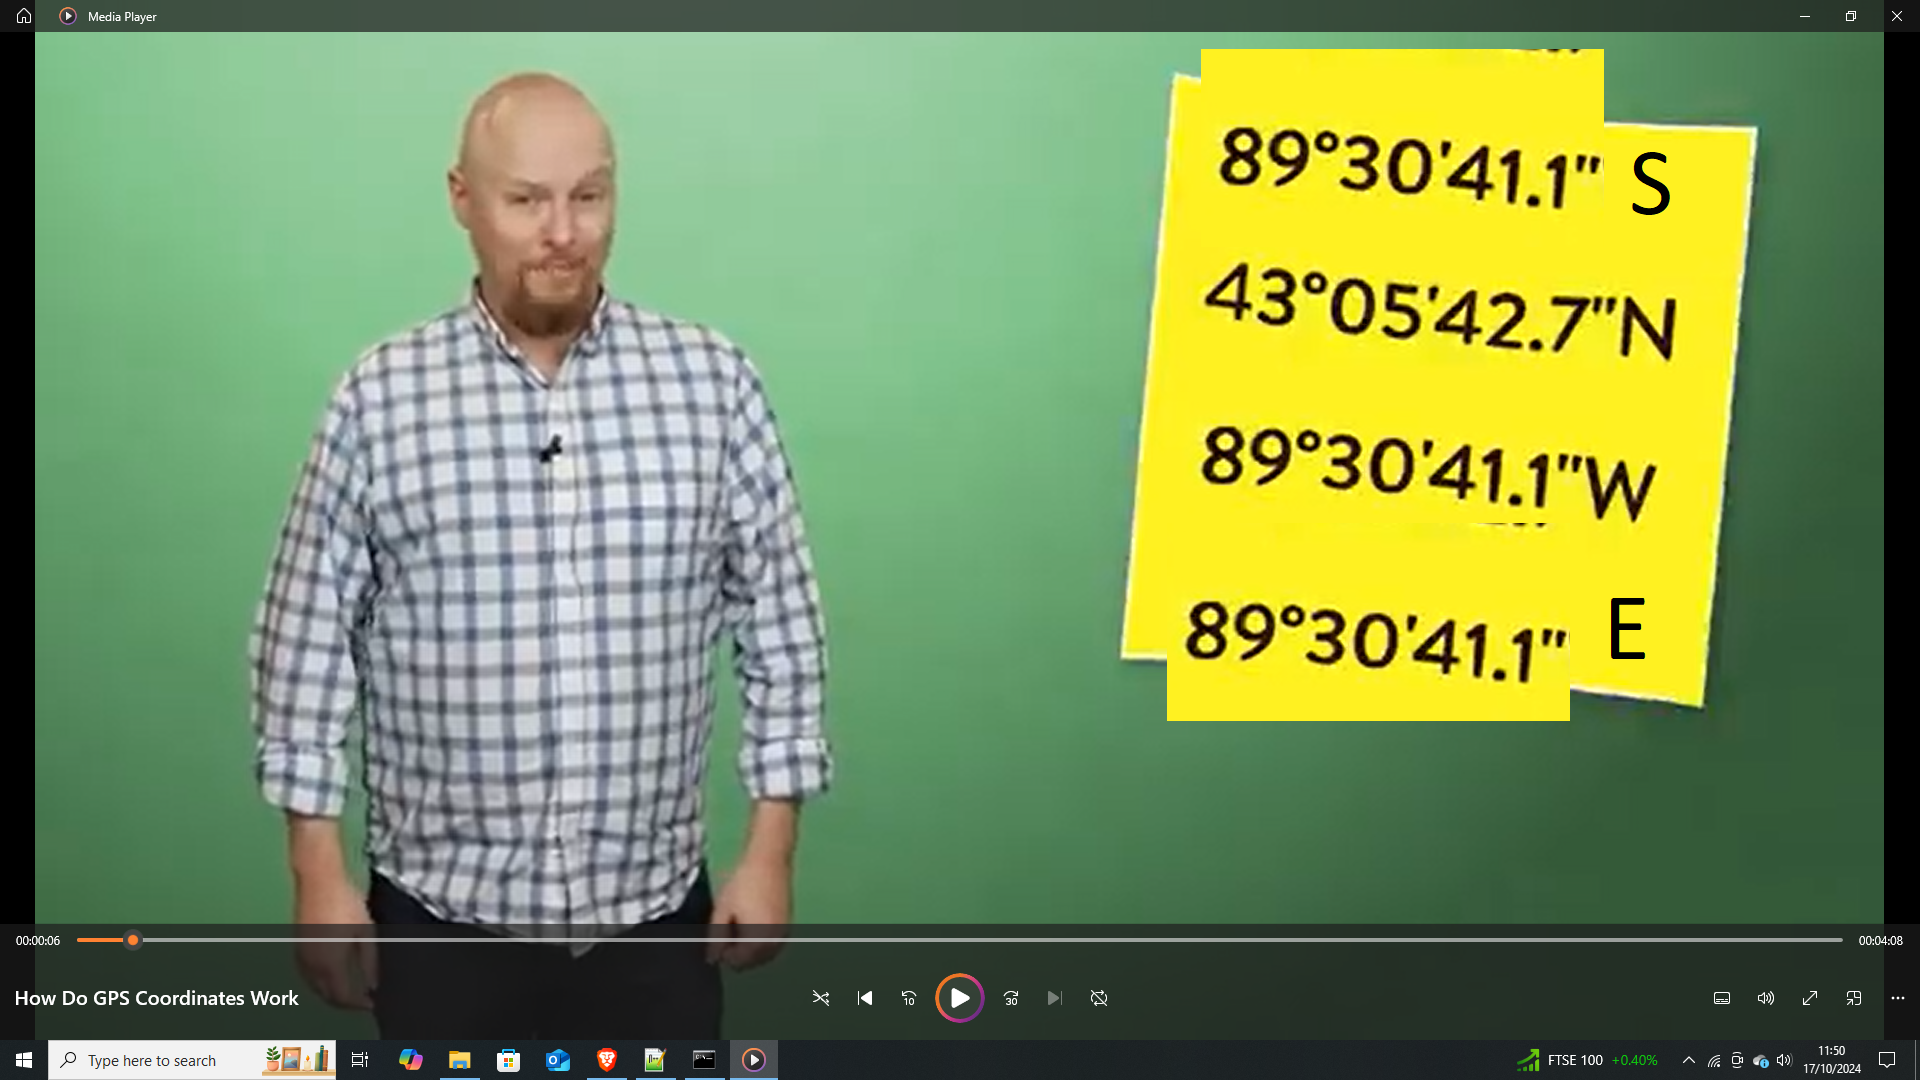 Media Player
89°30'41.1" S
43°05'42.7"N
89°30'41.1"W
89°30'41.1" E
00:00:06
00:04:08
How Do GPS Coordinates Work
10
30
Type here to search
FTSE 100 +0.40%
11:50
17/10/2024